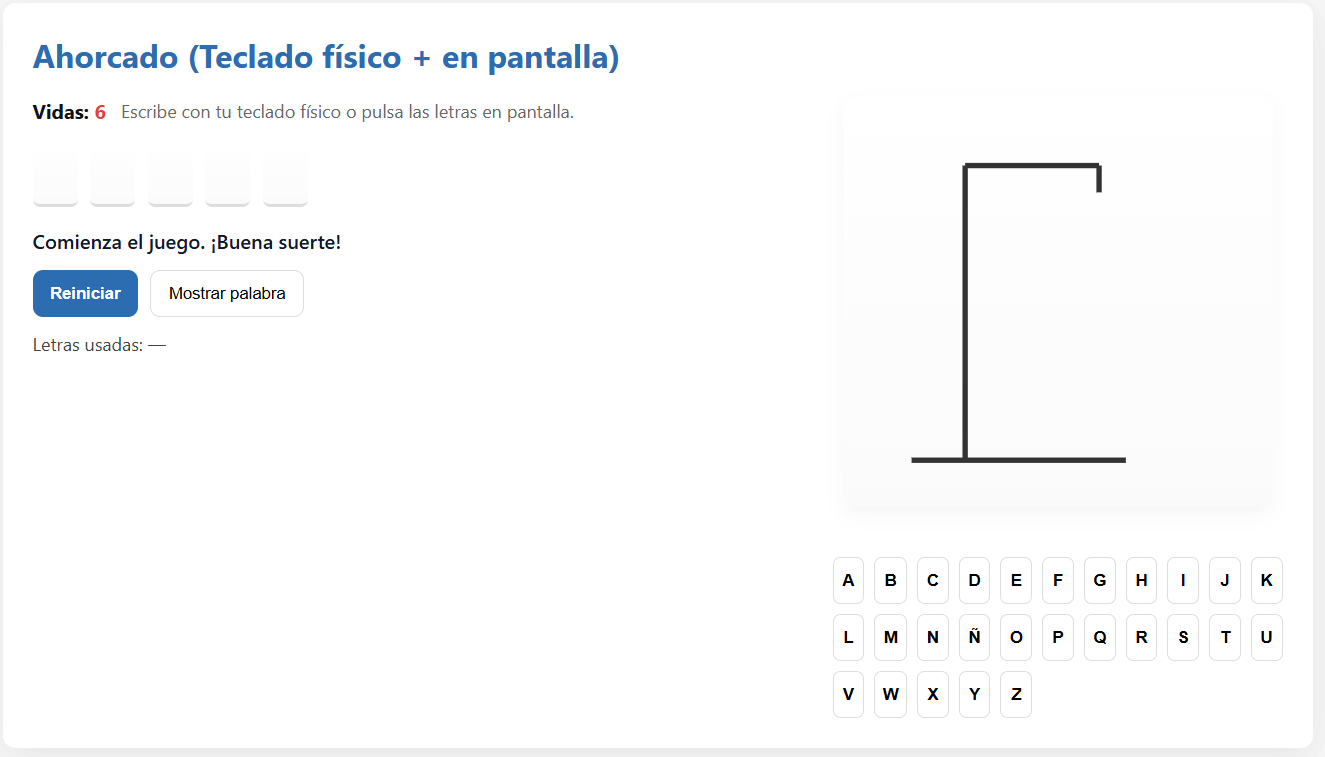 Ahorcado (Teclado físico + en pantalla)
Vidas: 6 Escribe con tu teclado físico o pulsa las letras en pantalla.
Comienza el juego. ¡Buena suerte!
Reiniciar Mostrar palabra
Letras usadas: —
A B C D E F G H I J K
L M N Ñ O P Q R S T U
V W X Y Z